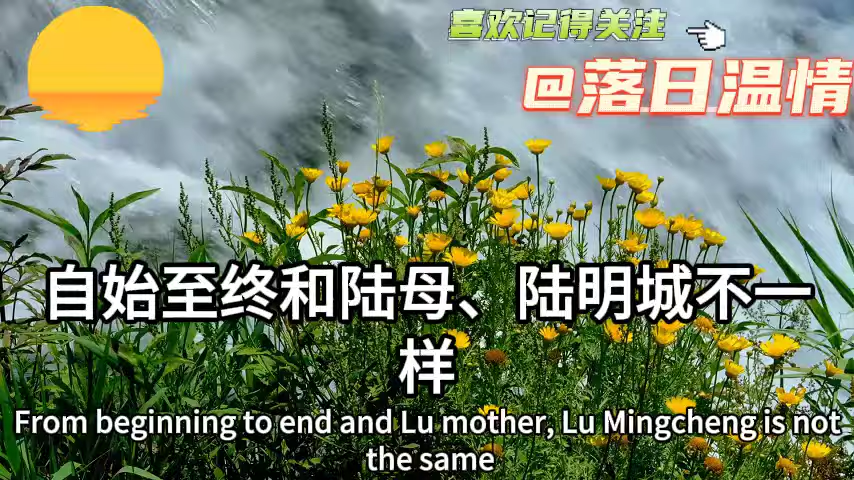 喜欢记得关注
@落日温情
自始至终和陆母、陆明城不一
样
From beginning to end and Lu mother, Lu Mingcheng is not
the same